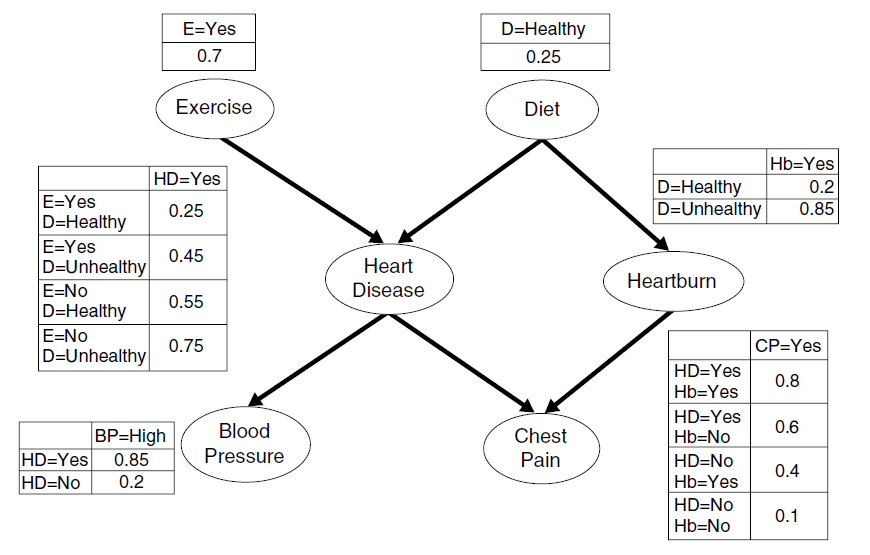 E=Yes
0.7
D=Healthy
0.25
Exercise
Diet
Hb=Yes
D=Healthy 0.2
D=Unhealthy 0.85
HD=Yes
E=Yes
D=Healthy
0.25
E=Yes
D=Unhealthy
0.45
E=No
D=Healthy
0.55
E=No
D=Unhealthy
0.75
Heart
Disease
Heartburn
CP=Yes
HD=Yes
Hb=Yes
0.8
HD=Yes
Hb=No
0.6
HD=No
Hb=Yes
0.4
HD=No
Hb=No
0.1
BP=High
HD=Yes 0.85
HD=No 0.2
Blood
Pressure
Chest
Pain